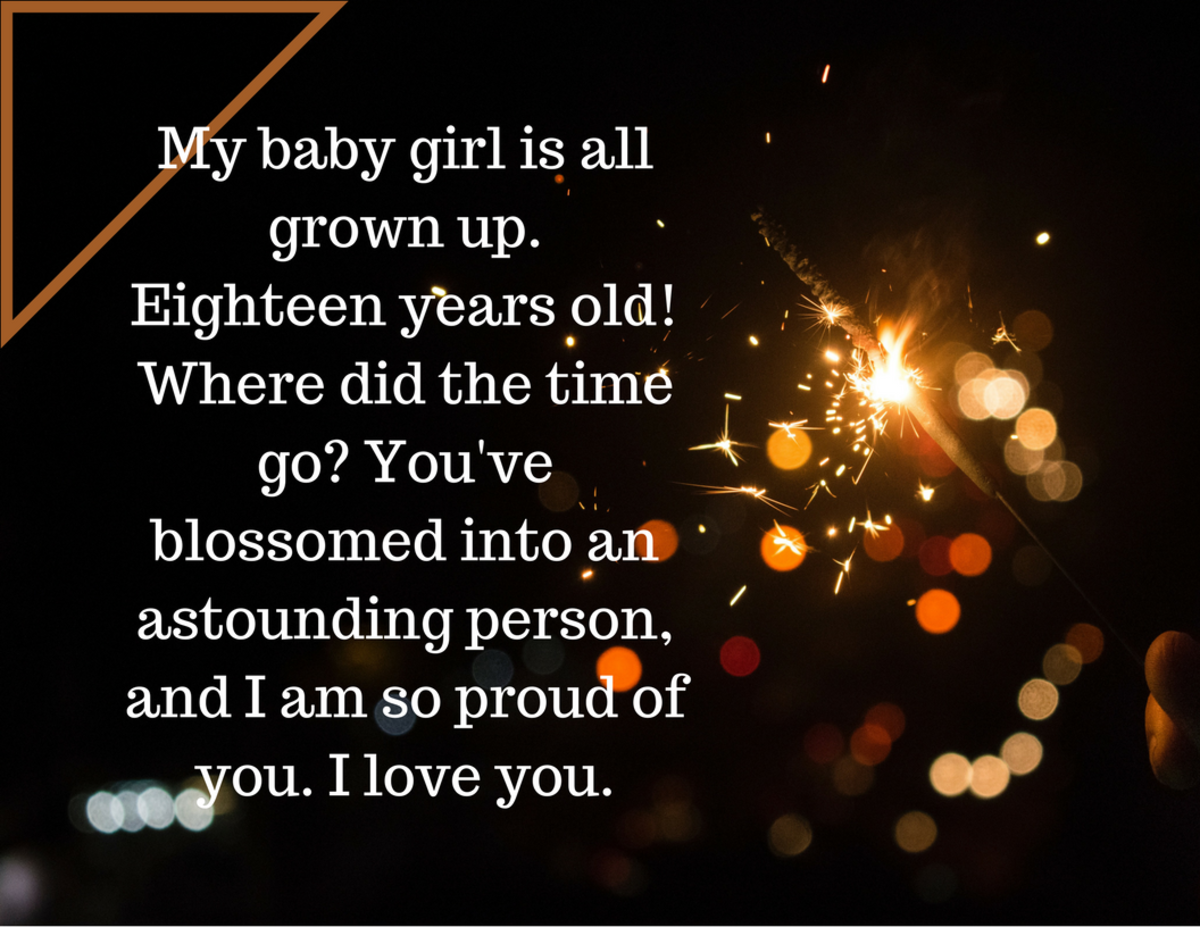 My baby girl is all
grown up.
Eighteen years old!
Where did the time
go? You've
blossomed into an
astounding person,
and I am so proud of
you. I love you.